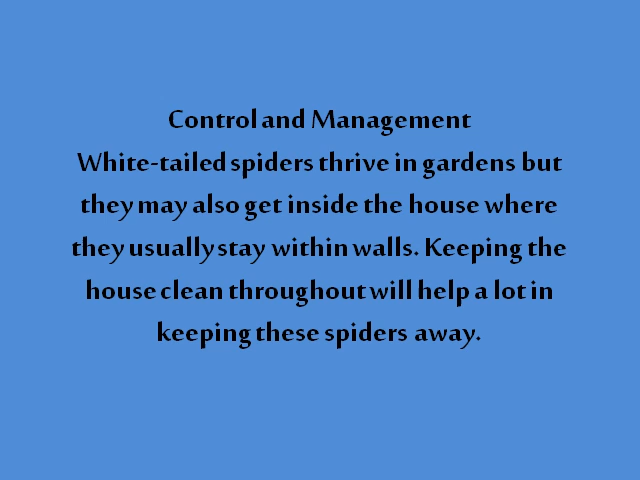 Control and Management
White-tailed spiders thrive in gardens but
they may also get inside the house where
they usually stay within walls. Keeping the
house clean throughout will help a lot in
keeping these spiders away.